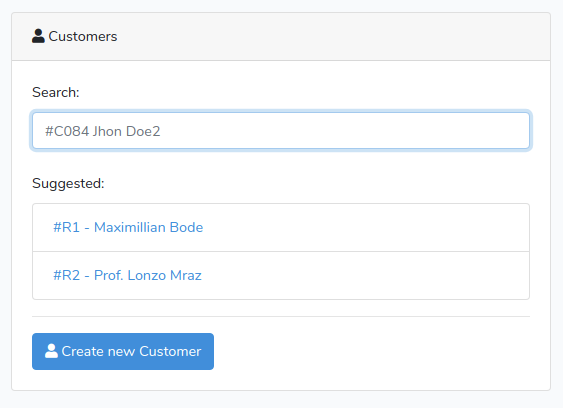 Customers
Search:
#C084 Jhon Doe2
Suggested:
#R1 - Maximillian Bode
#R2 - Prof. Lonzo Mraz
Create new Customer